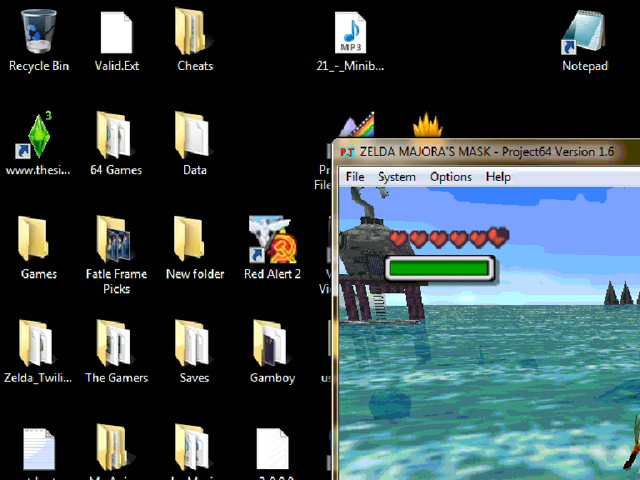 Recycle Bin
Valid.Ext
Cheats
21_-_Minib...
Notepad
MP3
3
www.thesi...
64 Games
Data
File
ZELDA MAJORA'S MASK - Project64 Version 1.6
File System Options Help
Games
Fatle Frame
Picks
New folder
Red Alert 2
Zelda_Twili...
The Gamers
Saves
Gamboy